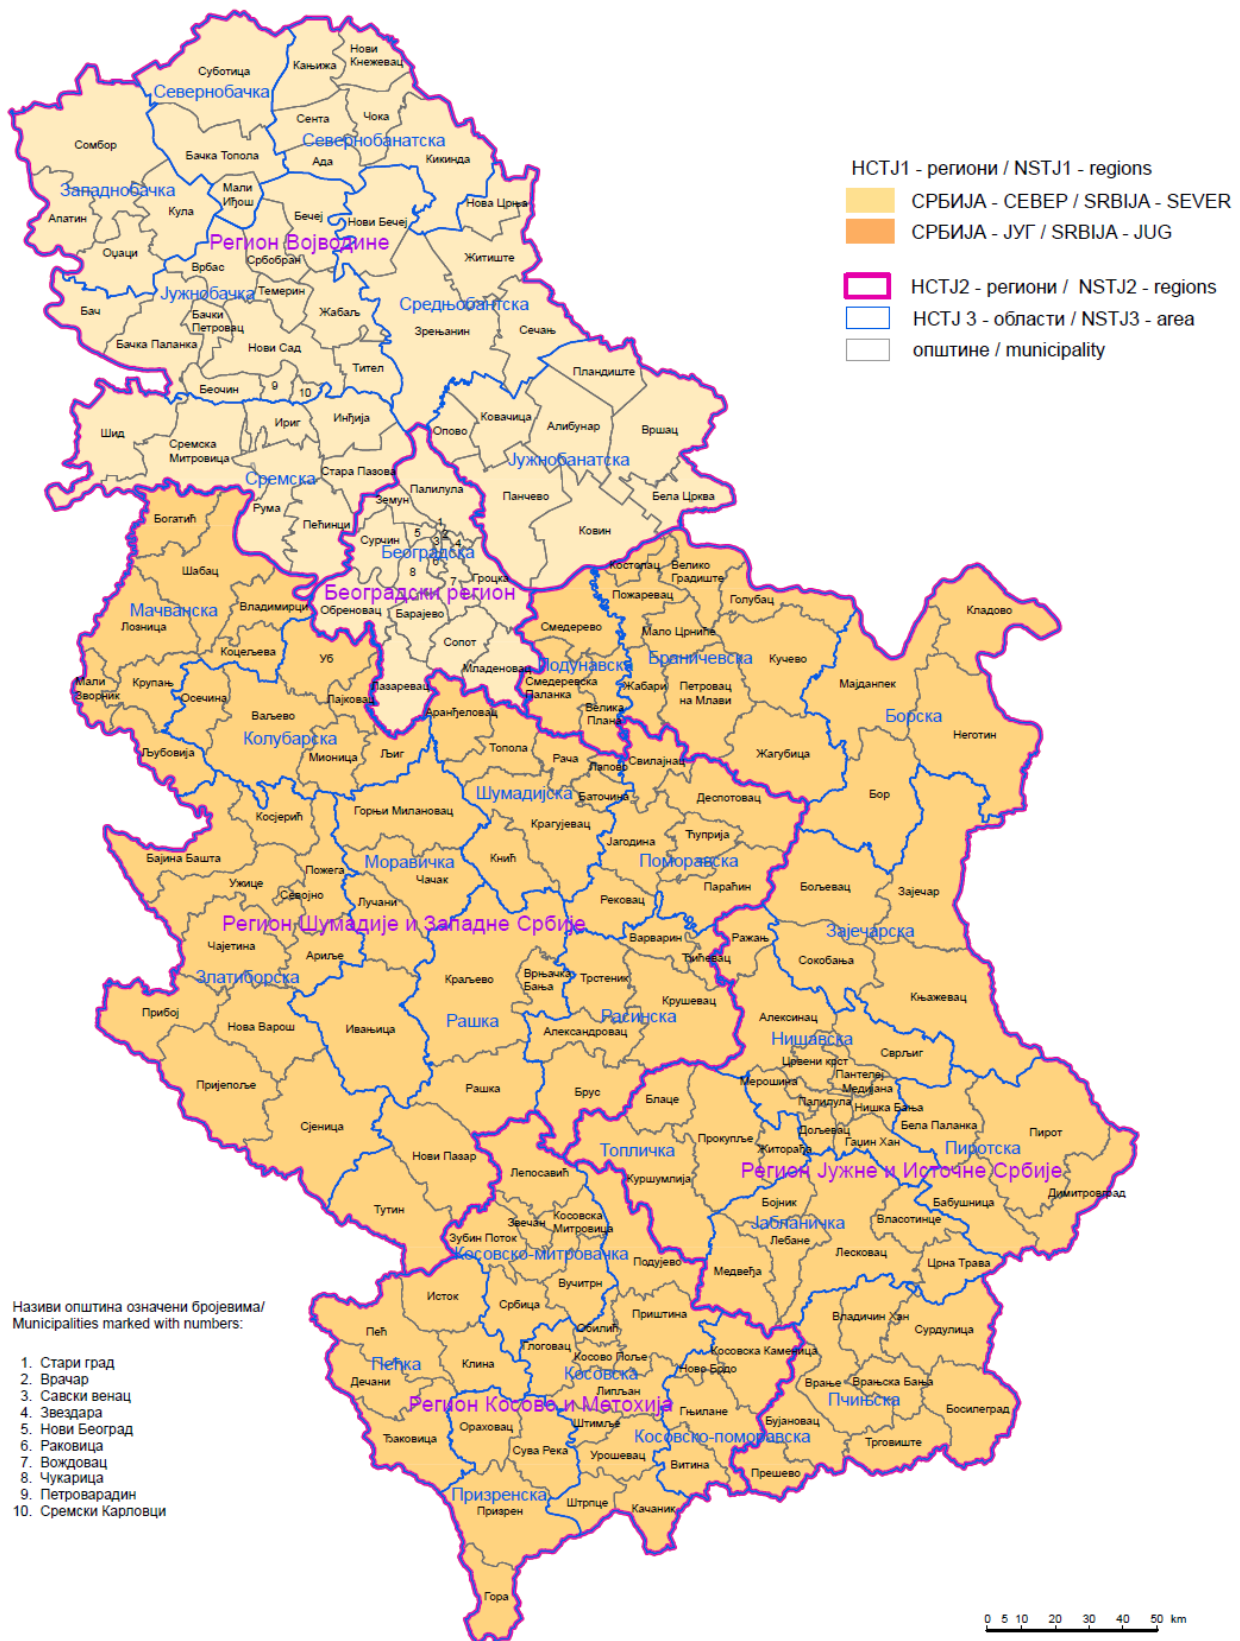 НСТЈ1 - региони / NSTJ1 - regions
СРБИЈА - СЕВЕР / SRBIJA - SEVER
СРБИЈА - ЈУГ / SRBIJA - JUG
НСТЈ2 - региони / NSTJ2 - regions
НСТЈ 3 - области / NSTJ3 - area
општине / municipality
Суботица
Севернобачка
Кањижа
Нови
Кнежевац
Сента
Чока
Севернобанатска
Ада
Кикинда
Сомбор
Бачка Топола
Западнобачка
Мали
Иђош
Кула
Апатин
Оџаци
Бечеј
Нови Бечеј
Нова Црња
Регион Војводине
Србобран
Врбас
Житиште
Јужнобачка
Темерин
Средњобантска
Бач
Бачки
Петровац
Жабаљ
Зрењанин
Сечањ
Бачка Паланка
Нови Сад
Тител
Беочин
9
10
Пландиште
Шид
Ириг
Инђија
Сремска
Митровица
Опово
Ковачица
Алибунар
Вршац
Јужнобанатска
Сремска
Стара Пазова
Рума
Пећинци
Панчево
Бела Црква
Ковин
Палилула
Земун
Сурчин
1
2
3
4
5
6
7
8
Београдска
Гроцка
Београдски регион
Обреновац
Барајево
Сопот
Младеновац
Лазаревац
Богатић
Шабац
Мачванска
Владимирци
Лозница
Коцељева
Мали
Зворник
Крупањ
Осечина
Уб
Лајковац
Ваљево
Колубарска
Мионица
Љубовија
Љиг
Костолац
Велико
Градиште
Пожаревац
Голубац
Смедерево
Мало Црниће
Подунавска
Браничевска
Кучево
Смедеревска
Паланка
Жабари
Петровац
на Млави
Велика
Плана
Жагубица
Кладово
Мајданпек
Борска
Неготин
Бор
Аранђеловац
Топола
Рача
Лапово
Свилајнац
Шумадијска
Баточина
Деспотовац
Косјерић
Горњи Милановац
Крагујевац
Јагодина
Ћуприја
Бајина Башта
Моравичка
Кнић
Поморавска
Пожега
Чачак
Ужице
Севојно
Лучани
Рековац
Параћин
Бољевац
Зајечар
Регион Шумадије и Западне Србије
Варварин
Ражањ
Зајечарска
Чајетина
Ариље
Ћићевац
Сокобања
Златиборска
Краљево
Врњачка
Бања
Трстеник
Крушевац
Књажевац
Прибој
Нова Варош
Ивањица
Рашка
Александровац
Расинска
Алексинац
Нишавска
Пријепоље
Рашка
Брус
Блаце
Црвени крст
Сврљиг
Мерошина
Пантелеј
Медијана
Палилула
Нишка Бања
Сјеница
Топличка
Прокупље
Дољевац
Житорађа
Гаџин Хан
Бела Паланка
Пиротска
Пирот
Нови Пазар
Лепосавић
Куршумлија
Регион Јужне и Источне Србије
Димитровград
Тутин
Звечан
Косовска
Митровица
Бојник
Јабланичка
Бабушница
Власотинце
Зубин Поток
Косовско-митровачка
Лебане
Лесковац
Подујево
Медвеђа
Црна Трава
Вучитрн
Исток
Србица
Приштина
Обилић
Владичин Хан
Сурдулица
Пећ
Пећка
Клина
Глоговац
Косово Поље
Косовска
Косовска Каменица
Ново Брдо
Дечани
Липљан
Врање
Врањска Бања
Пчињска
Босилеград
Регион Косово и Метохија
Гњилане
Ораховац
Штимље
Бујановац
Ђаковица
Сува Река
Урошевац
Косовско-поморавска
Трговиште
Витина
Прешево
Призренска
Призрен
Штрпце
Качаник
Гора
Називи општина означени бројевима/
Municipalities marked with numbers:
1. Стари град
2. Врачар
3. Савски венац
4. Звездара
5. Нови Београд
6. Раковица
7. Вождовац
8. Чукарица
9. Петроварадин
10. Сремски Карловци
0 5 10 20 30 40 50 km